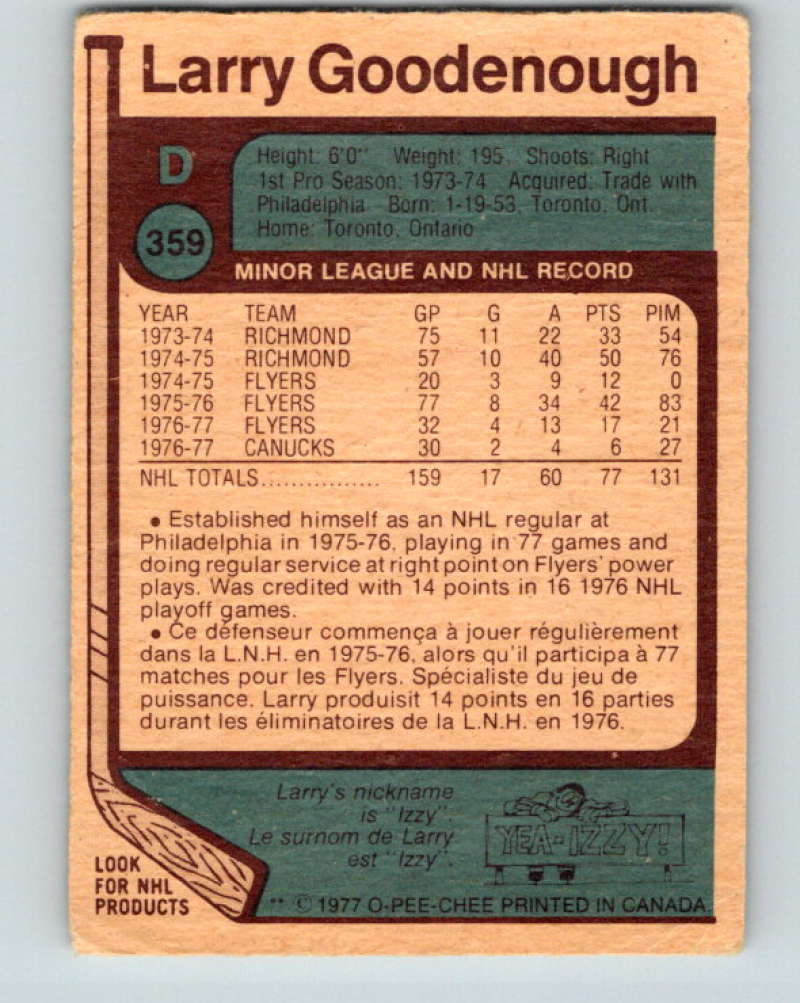 Larry Goodenough
D
Height: 6'0" Weight: 195 Shoots: Right
1st Pro Season: 1973-74 Acquired: Trade with
Philadelphia Born: 1-19-53, Toronto, Ont.
Home: Toronto, Ontario
359
MINOR LEAGUE AND NHL RECORD
YEAR TEAM GP G A PTS PIM
1973-74 RICHMOND 75 11 22 33 54
1974-75 RICHMOND 57 10 40 50 76
1974-75 FLYERS 20 3 9 12 0
1975-76 FLYERS 77 8 34 42 83
1976-77 FLYERS 32 4 13 17 21
1976-77 CANUCKS 30 2 4 6 27
NHL TOTALS................ 159 17 60 77 131
• Established himself as an NHL regular at
Philadelphia in 1975-76, playing in 77 games and
doing regular service at right point on Flyers' power
plays. Was credited with 14 points in 16 1976 NHL
playoff games.
• Ce défenseur commença à jouer régulièrement
dans la L.N.H. en 1975-76, alors qu'il participa à 77
matches pour les Flyers. Spécialiste du jeu de
puissance. Larry produisit 14 points en 16 parties
durant les éliminatoires de la L.N.H. en 1976.
Larry's nickname
is "Izzy".
Le surnom de Larry
est "Izzy".
YEA-IZZY!
LOOK
FOR NHL
PRODUCTS
** © 1977 O-PEE-CHEE PRINTED IN CANADA